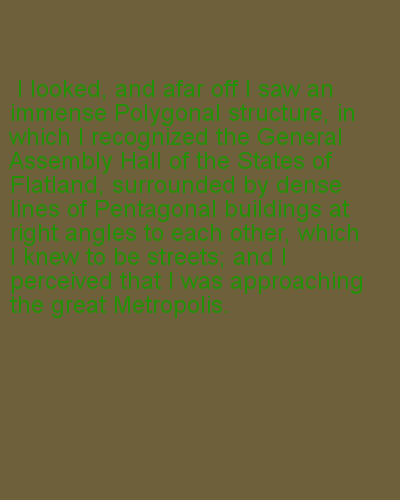 I looked, and afar off I saw an
immense Polygonal structure, in
which I recognized the General
Assembly Hall of the States of
Flatland, surrounded by dense
lines of Pentagonal buildings at
right angles to each other, which
I knew to be streets; and I
perceived that I was approaching
the great Metropolis.